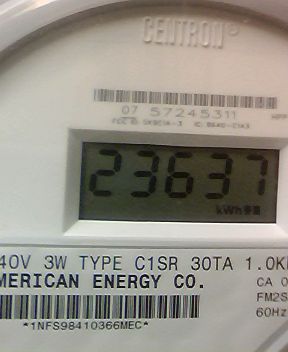 CENTRON®
07 57245311
23637
kWh
40V 3W TYPE C1SR 30TA 1.0K
MERICAN ENERGY CO.
CA 0
FM2S
60Hz
*1NFS98410366MEC*